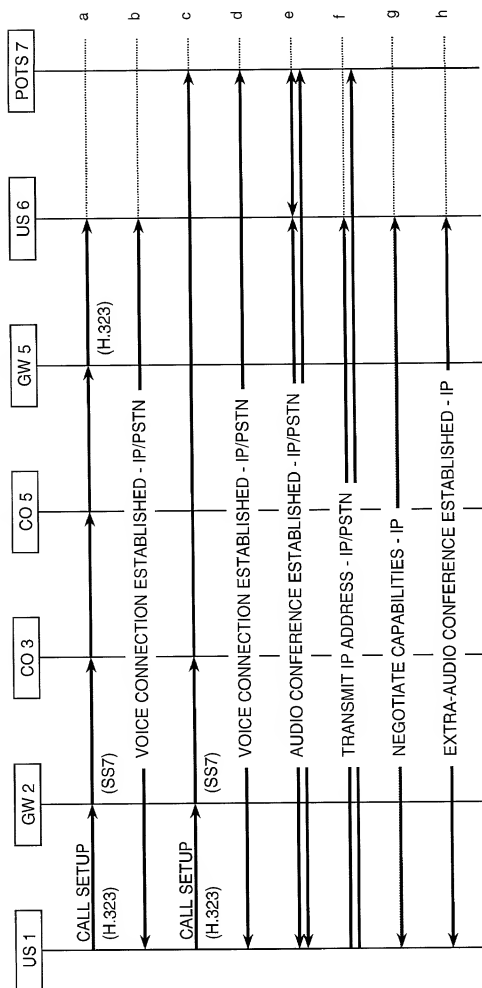 US 1
GW 2
CO 3
CO 5
GW 5
US 6
POTS 7
CALL SETUP
(H.323)
(SS7)
(H.323)
a
VOICE CONNECTION ESTABLISHED - IP/PSTN
b
CALL SETUP
(H.323)
(SS7)
c
VOICE CONNECTION ESTABLISHED - IP/PSTN
d
AUDIO CONFERENCE ESTABLISHED - IP/PSTN
e
TRANSMIT IP ADDRESS - IP/PSTN
f
NEGOTIATE CAPABILITIES - IP
g
EXTRA-AUDIO CONFERENCE ESTABLISHED - IP
h